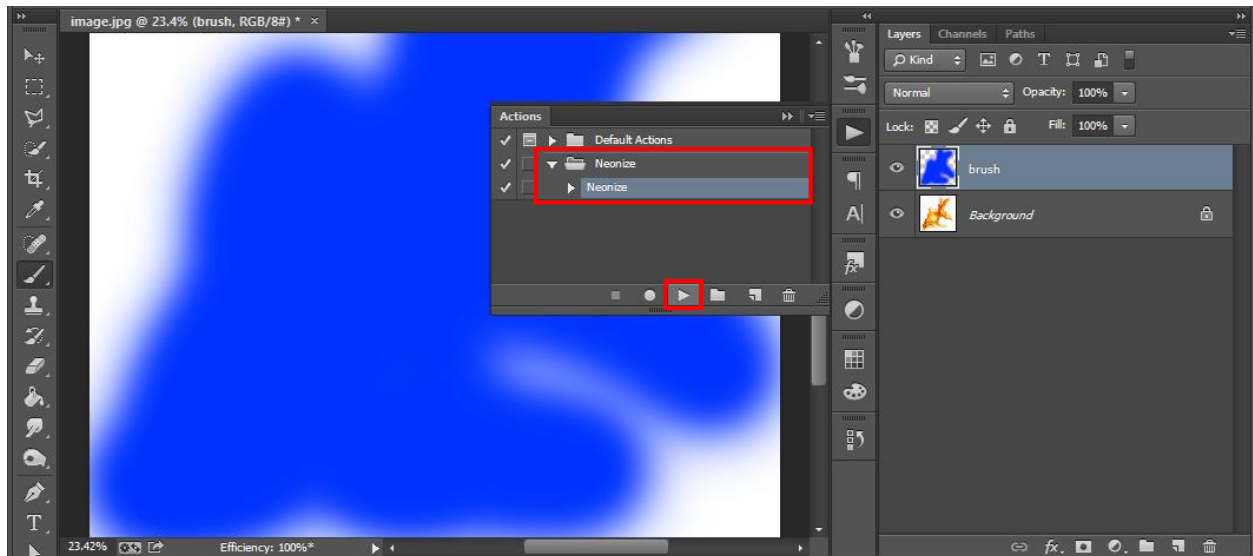 image.jpg @ 23.4% (brush, RGB/8#) * ×
Actions
Default Actions
Neonize
Neonize
23.42%
Efficiency: 100%*
Layers Channels Paths
Kind
Normal Opacity: 100%
Lock: Fill: 100%
brush
Background